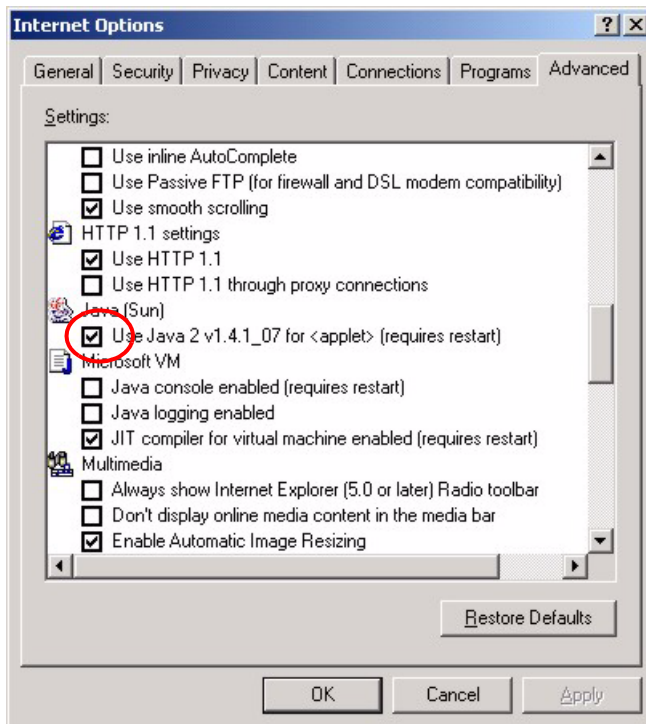 Internet Options
General Security Privacy Content Connections Programs Advanced
Settings:
Use inline AutoComplete
Use Passive FTP (for firewall and DSL modem compatibility)
Use smooth scrolling
HTTP 1.1 settings
Use HTTP 1.1
Use HTTP 1.1 through proxy connections
Java (Sun)
Use Java 2 v1.4.1_07 for <applet> (requires restart)
Microsoft VM
Java console enabled (requires restart)
Java logging enabled
JIT compiler for virtual machine enabled (requires restart)
Multimedia
Always show Internet Explorer (5.0 or later) Radio toolbar
Don't display online media content in the media bar
Enable Automatic Image Resizing
Restore Defaults
OK Cancel Apply